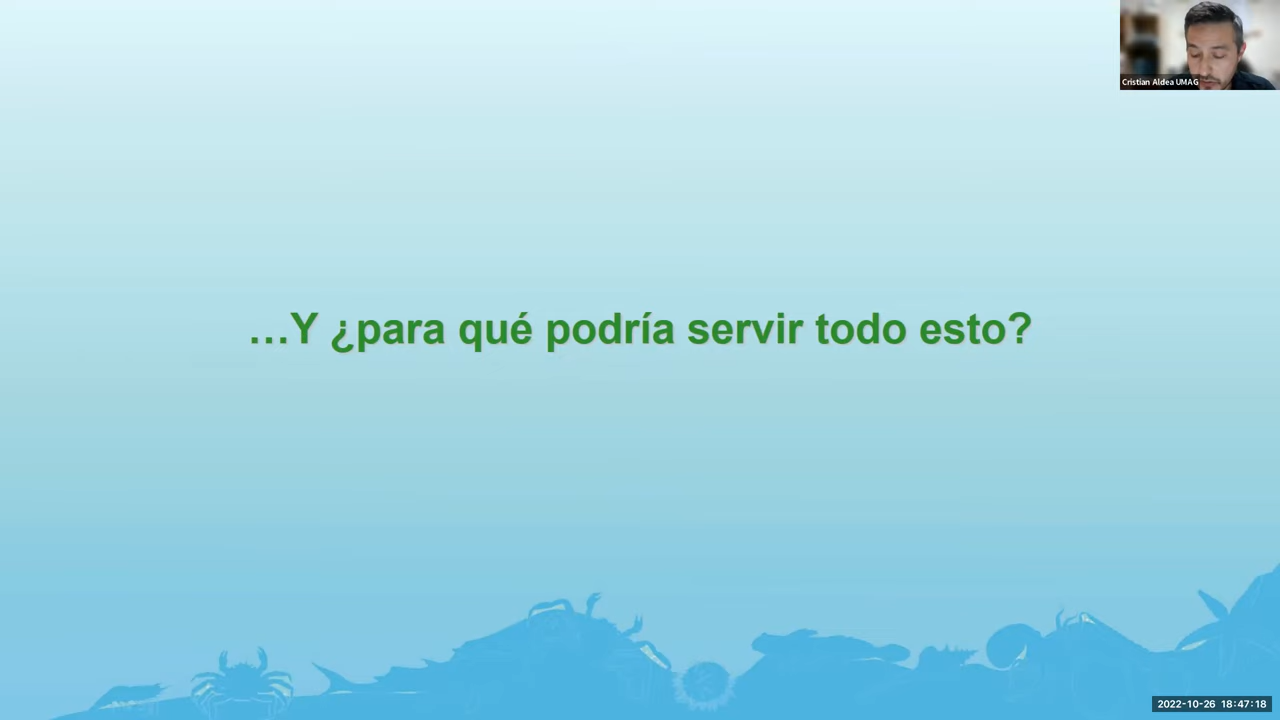 Cristian Aldea UMAG
…Y ¿para qué podría servir todo esto?
2022-10-26 18:47:18